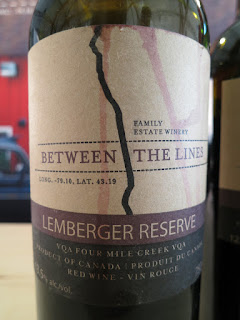 FAMILY
ESTATE WINERY
BETWEEN THE LINES
LONG. -79.10, LAT. 43.19
LEMBERGER RESERVE
VQA FOUR MILE CREEK VQA
PRODUCT OF CANADA | PRODUIT DU CANADA
RED WINE - VIN ROUGE